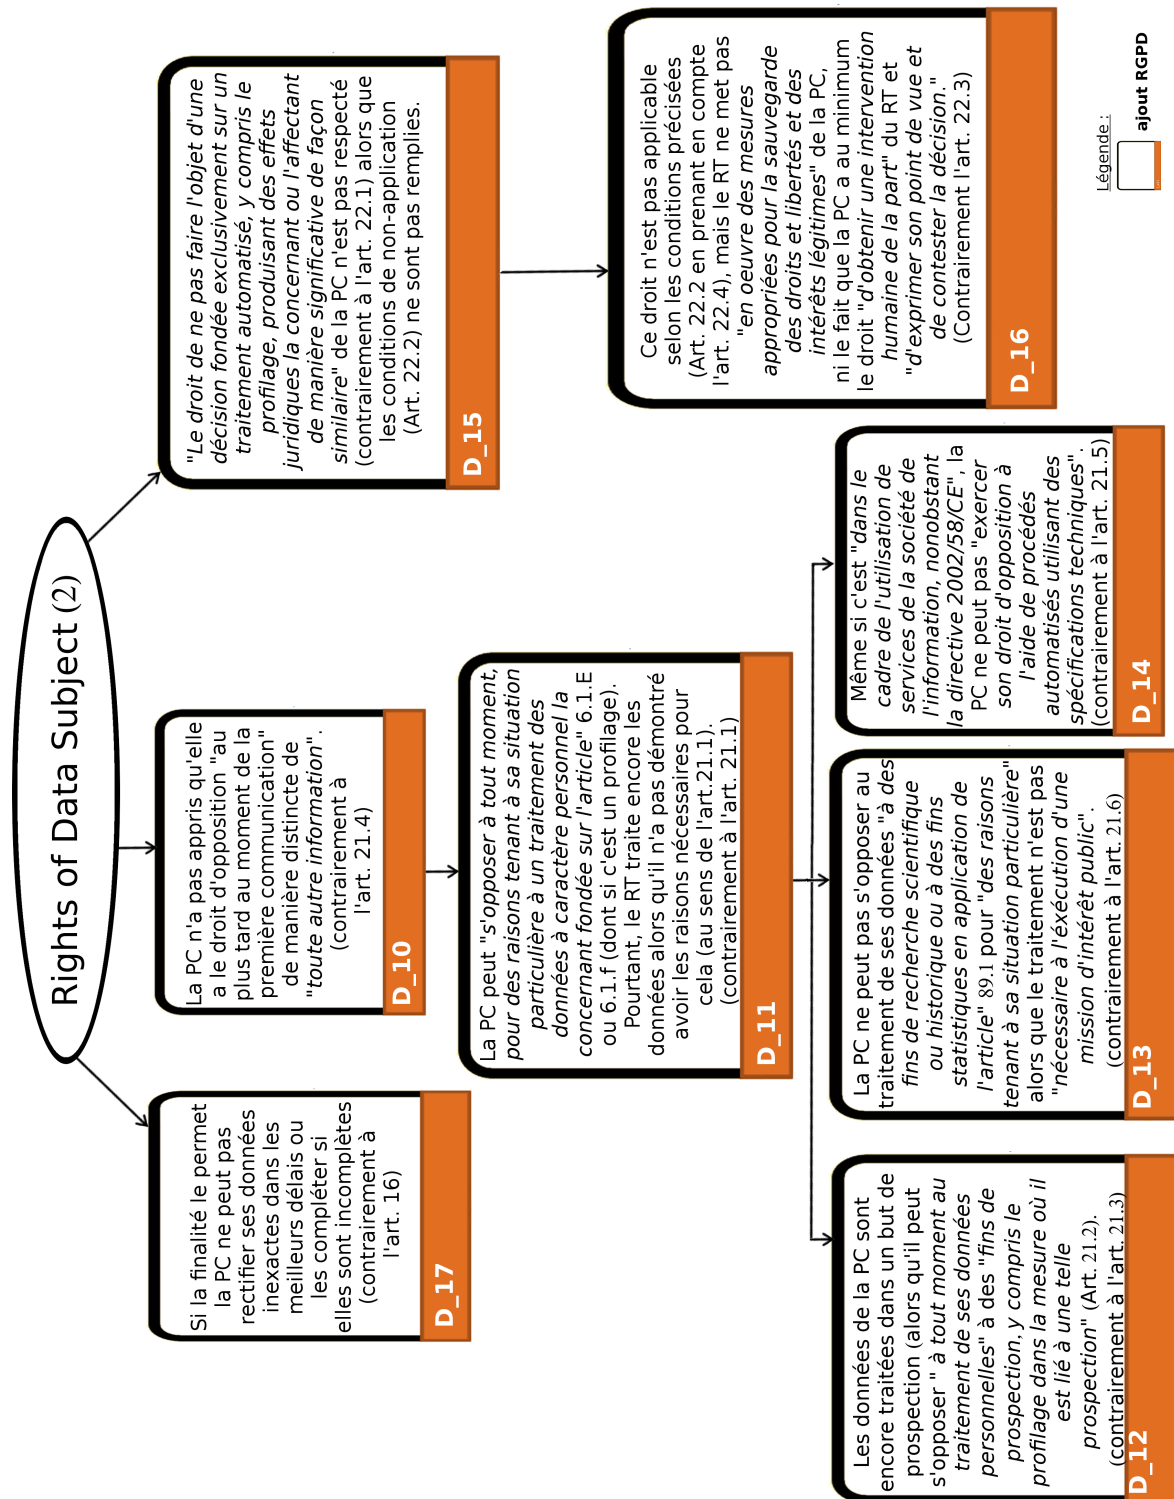 Rights of Data Subject (2)
Si la finalité le permet
la PC ne peut pas
rectifier ses données
inexactes dans les
meilleurs délais ou
les compléter si
elles sont incomplètes
(contrairement à
l'art. 16)
D_17
La PC n'a pas appris qu'elle
a le droit d'opposition "au
plus tard au moment de la
première communication"
de manière distincte de
"toute autre information".
(contrairement à
l'art. 21.4)
D_10
"Le droit de ne pas faire l'objet d'une
décision fondée exclusivement sur un
traitement automatisé, y compris le
profilage, produisant des effets
juridiques la concernant ou l'affectant
de manière significative de façon
similaire" de la PC n'est pas respecté
(contrairement à l'art. 22.1) alors que
les conditions de non-application
(Art. 22.2) ne sont pas remplies.
D_15
La PC peut "s'opposer à tout moment,
pour des raisons tenant à sa situation
particulière à un traitement des
données à caractère personnel la
concernant fondée sur l'article" 6.1.E
ou 6.1.f (dont si c'est un profilage).
Pourtant, le RT traite encore les
données alors qu'il n'a pas démontré
avoir les raisons nécessaires pour
cela (au sens de l'art.21.1).
(contrairement à l'art. 21.1)
D_11
Ce droit n'est pas applicable
selon les conditions précisées
(Art. 22.2 en prenant en compte
l'art. 22.4), mais le RT ne met pas
"en oeuvre des mesures
appropriées pour la sauvegarde
des droits et libertés et des
intérêts légitimes" de la PC,
ni le fait que la PC a au minimum
le droit "d'obtenir une intervention
humaine de la part" du RT et
"d'exprimer son point de vue et
de contester la décision."
(Contrairement l'art. 22.3)
D_16
Les données de la PC sont
encore traitées dans un but de
prospection (alors qu'il peut
s'opposer " à tout moment au
traitement de ses données
personnelles" à des "fins de
prospection, y compris le
profilage dans la mesure où il
est lié à une telle
prospection" (Art. 21.2).
(contrairement à l'art. 21.3)
D_12
La PC ne peut pas s'opposer au
traitement de ses données "à des
fins de recherche scientifique
ou historique ou à des fins
statistiques en application de
l'article" 89.1 pour "des raisons
tenant à sa situation particulière"
alors que le traitement n'est pas
"nécessaire à l'éxécution d'une
mission d'intérêt public".
(contrairement à l'art. 21.6)
D_13
Même si c'est "dans le
cadre de l'utilisation de
services de la société de
l'information, nonobstant
la directive 2002/58/CE", la
PC ne peut pas "exercer
son droit d'opposition à
l'aide de procédés
automatisés utilisant des
spécifications techniques".
(contrairement à l'art. 21.5)
D_14
Légende :
ajout RGPD